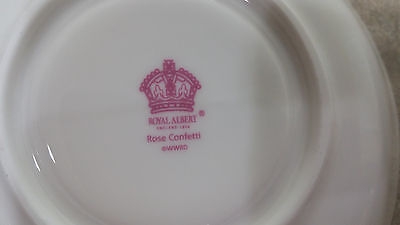 ROYAL ALBERT®
ENGLAND 1904
Rose Confetti
©WWRD